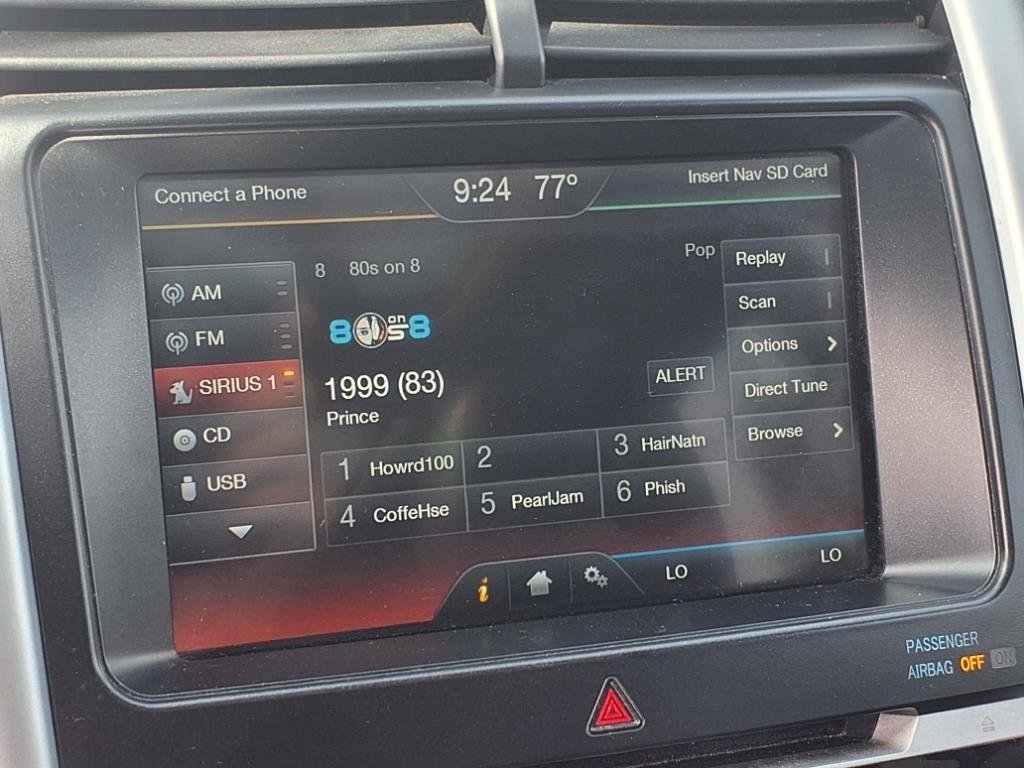 Connect a Phone
9:24 77°
Insert Nav SD Card
AM
FM
SIRIUS 1
CD
USB
8 80s on 8
Pop
80s on 8
1999 (83)
Prince
ALERT
1 Howrd100
2
3 HairNatn
4 CoffeHse
5 PearlJam
6 Phish
Replay
Scan
Options
Direct Tune
Browse
i
LO
LO
PASSENGER
AIRBAG OFF ON